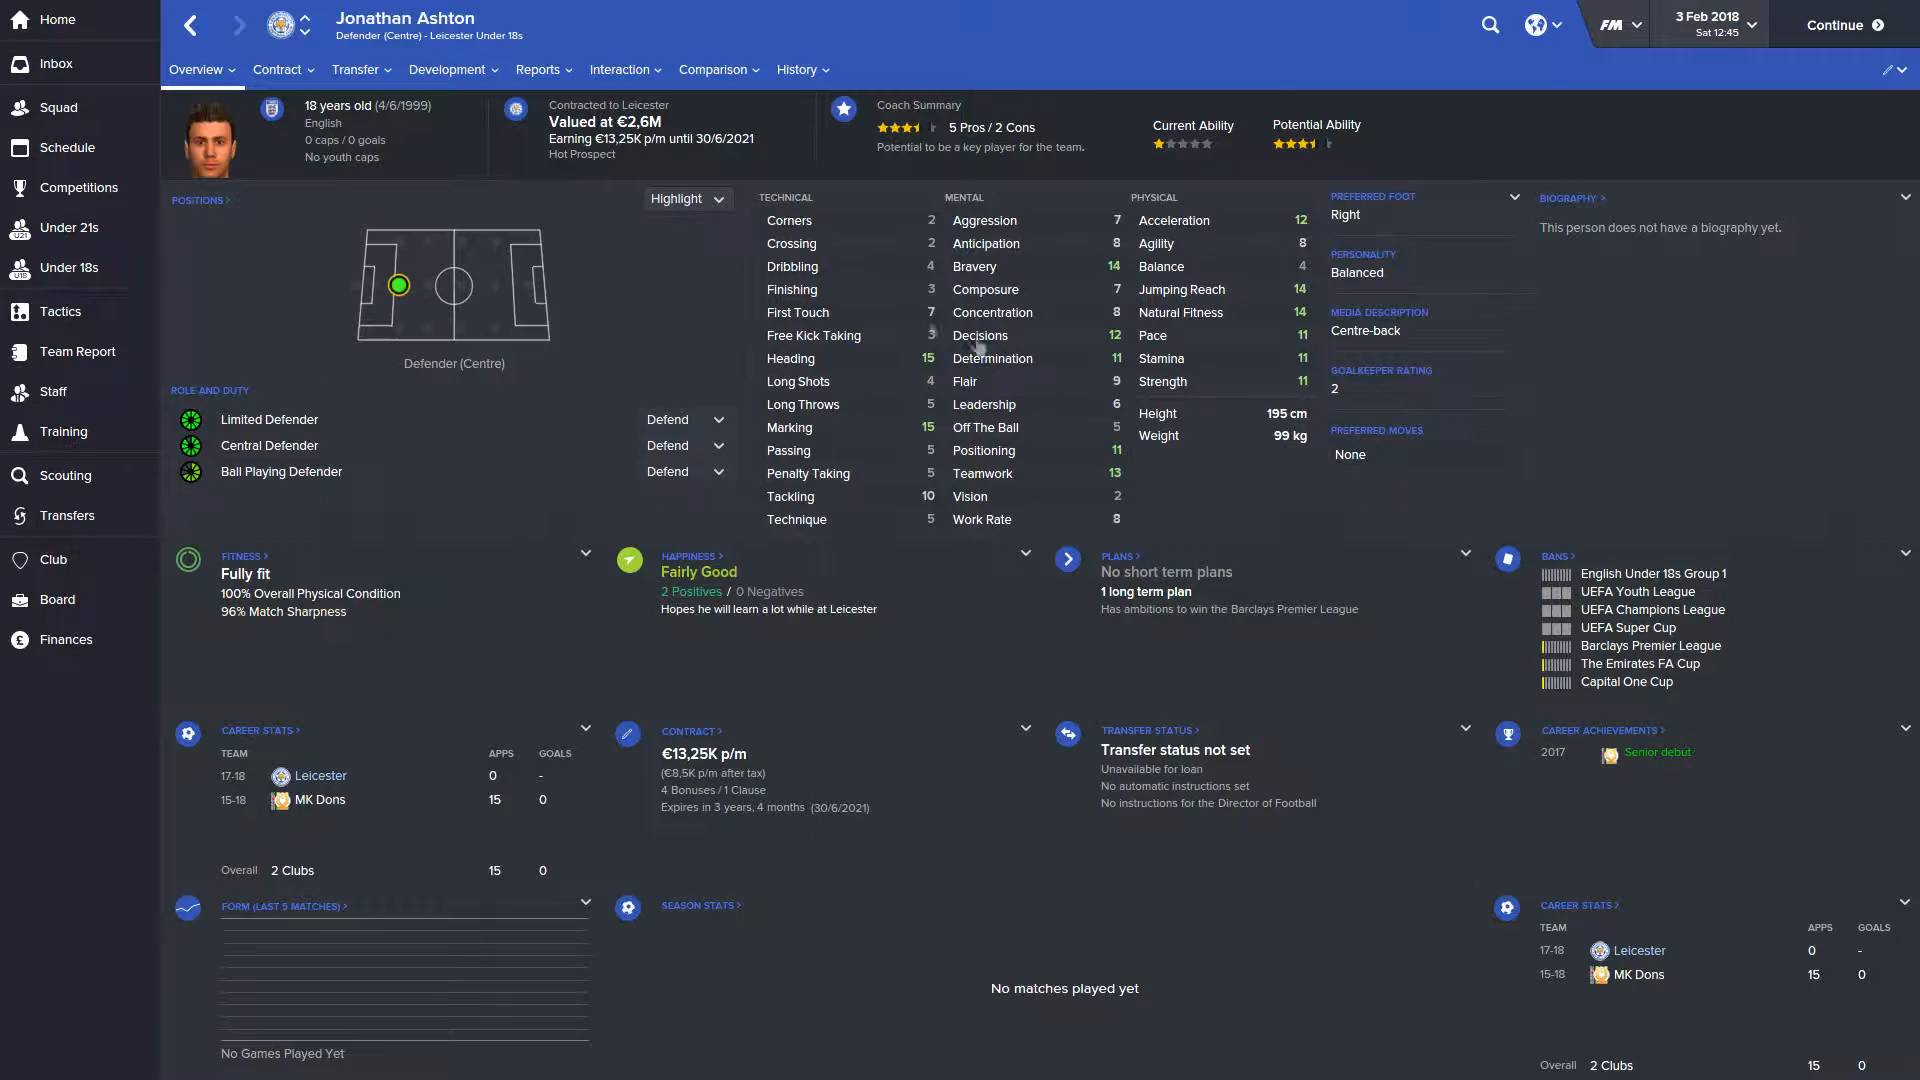 Home
Inbox
Squad
Schedule
Competitions
Under 21s
Under 18s
Tactics
Team Report
Staff
Training
Scouting
Transfers
Club
Board
Finances
Jonathan Ashton
Defender (Centre) - Leicester Under 18s
FM
3 Feb 2018
Sat 12:45
Continue
Overview Contract Transfer Development Reports Interaction Comparison History
18 years old (4/6/1999)
English
0 caps / 0 goals
No youth caps
Contracted to Leicester
Valued at €2,6M
Earning €13,25K p/m until 30/6/2021
Hot Prospect
Coach Summary
5 Pros / 2 Cons
Potential to be a key player for the team.
Current Ability
Potential Ability
POSITIONS >
Highlight
Defender (Centre)
ROLE AND DUTY
Limited Defender Defend
Central Defender Defend
Ball Playing Defender Defend
TECHNICAL
Corners 2
Crossing 2
Dribbling 4
Finishing 3
First Touch 7
Free Kick Taking 3
Heading 15
Long Shots 4
Long Throws 5
Marking 15
Passing 5
Penalty Taking 5
Tackling 10
Technique 5
MENTAL
Aggression 7
Anticipation 8
Bravery 14
Composure 7
Concentration 8
Decisions 12
Determination 11
Flair 9
Leadership 6
Off The Ball 5
Positioning 11
Teamwork 13
Vision 2
Work Rate 8
PHYSICAL
Acceleration 12
Agility 8
Balance 4
Jumping Reach 14
Natural Fitness 14
Pace 11
Stamina 11
Strength 11
Height 195 cm
Weight 99 kg
PREFERRED FOOT
Right
PERSONALITY
Balanced
MEDIA DESCRIPTION
Centre-back
GOALKEEPER RATING
2
PREFERRED MOVES
None
BIOGRAPHY >
This person does not have a biography yet.
FITNESS >
Fully fit
100% Overall Physical Condition
96% Match Sharpness
HAPPINESS >
Fairly Good
2 Positives / 0 Negatives
Hopes he will learn a lot while at Leicester
PLANS >
No short term plans
1 long term plan
Has ambitions to win the Barclays Premier League
BANS >
English Under 18s Group 1
UEFA Youth League
UEFA Champions League
UEFA Super Cup
Barclays Premier League
The Emirates FA Cup
Capital One Cup
CAREER STATS >
TEAM APPS GOALS
17-18 Leicester 0 -
15-18 MK Dons 15 0
Overall 2 Clubs 15 0
CONTRACT >
€13,25K p/m
(€8,5K p/m after tax)
4 Bonuses / 1 Clause
Expires in 3 years, 4 months (30/6/2021)
TRANSFER STATUS >
Transfer status not set
Unavailable for loan
No automatic instructions set
No instructions for the Director of Football
CAREER ACHIEVEMENTS >
2017 Senior debut
FORM (LAST 5 MATCHES) >
No Games Played Yet
SEASON STATS >
No matches played yet
CAREER STATS >
TEAM APPS GOALS
17-18 Leicester 0 -
15-18 MK Dons 15 0
Overall 2 Clubs 15 0